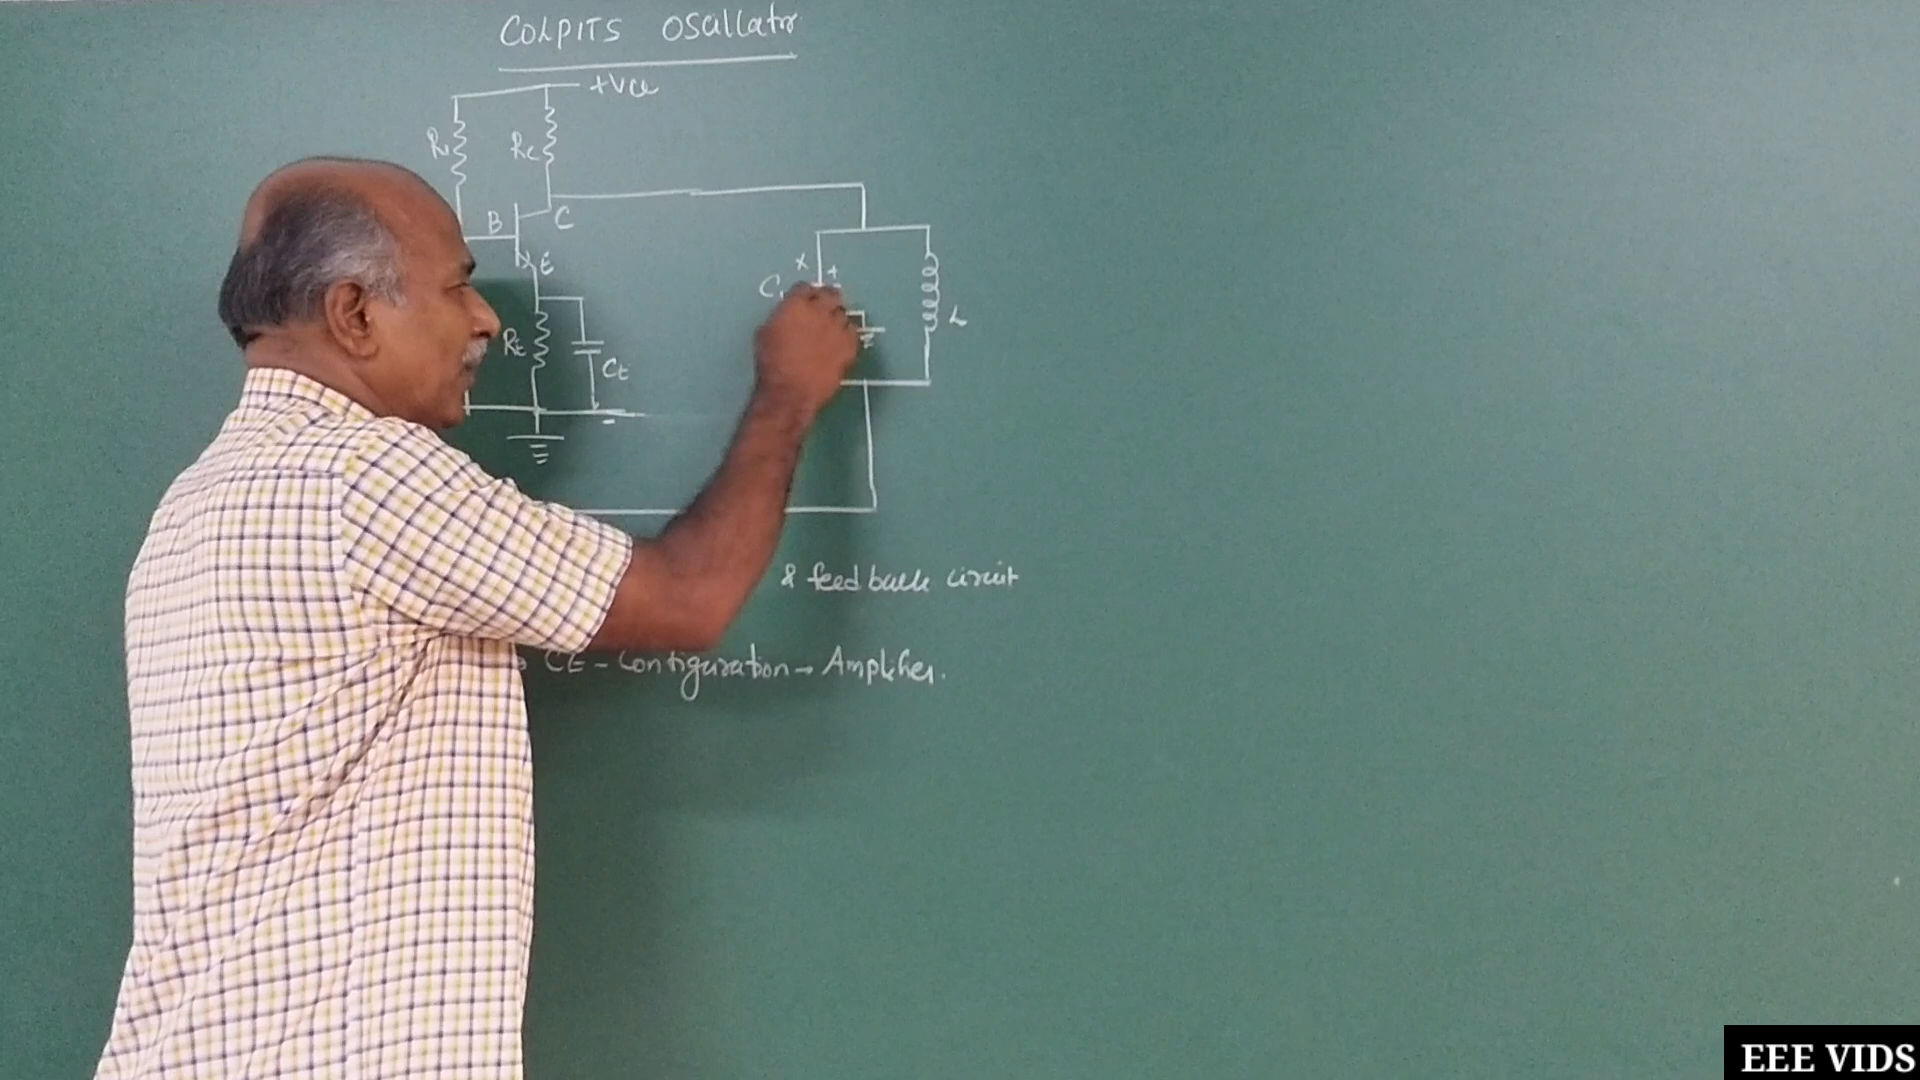 COLPITS OSCILLATOR
+VCC
R1 RC
B C
E
X +
C1
L
RE
CE
-
& feed back circuit
CE - Configuration → Amplifier.
EEE VIDS